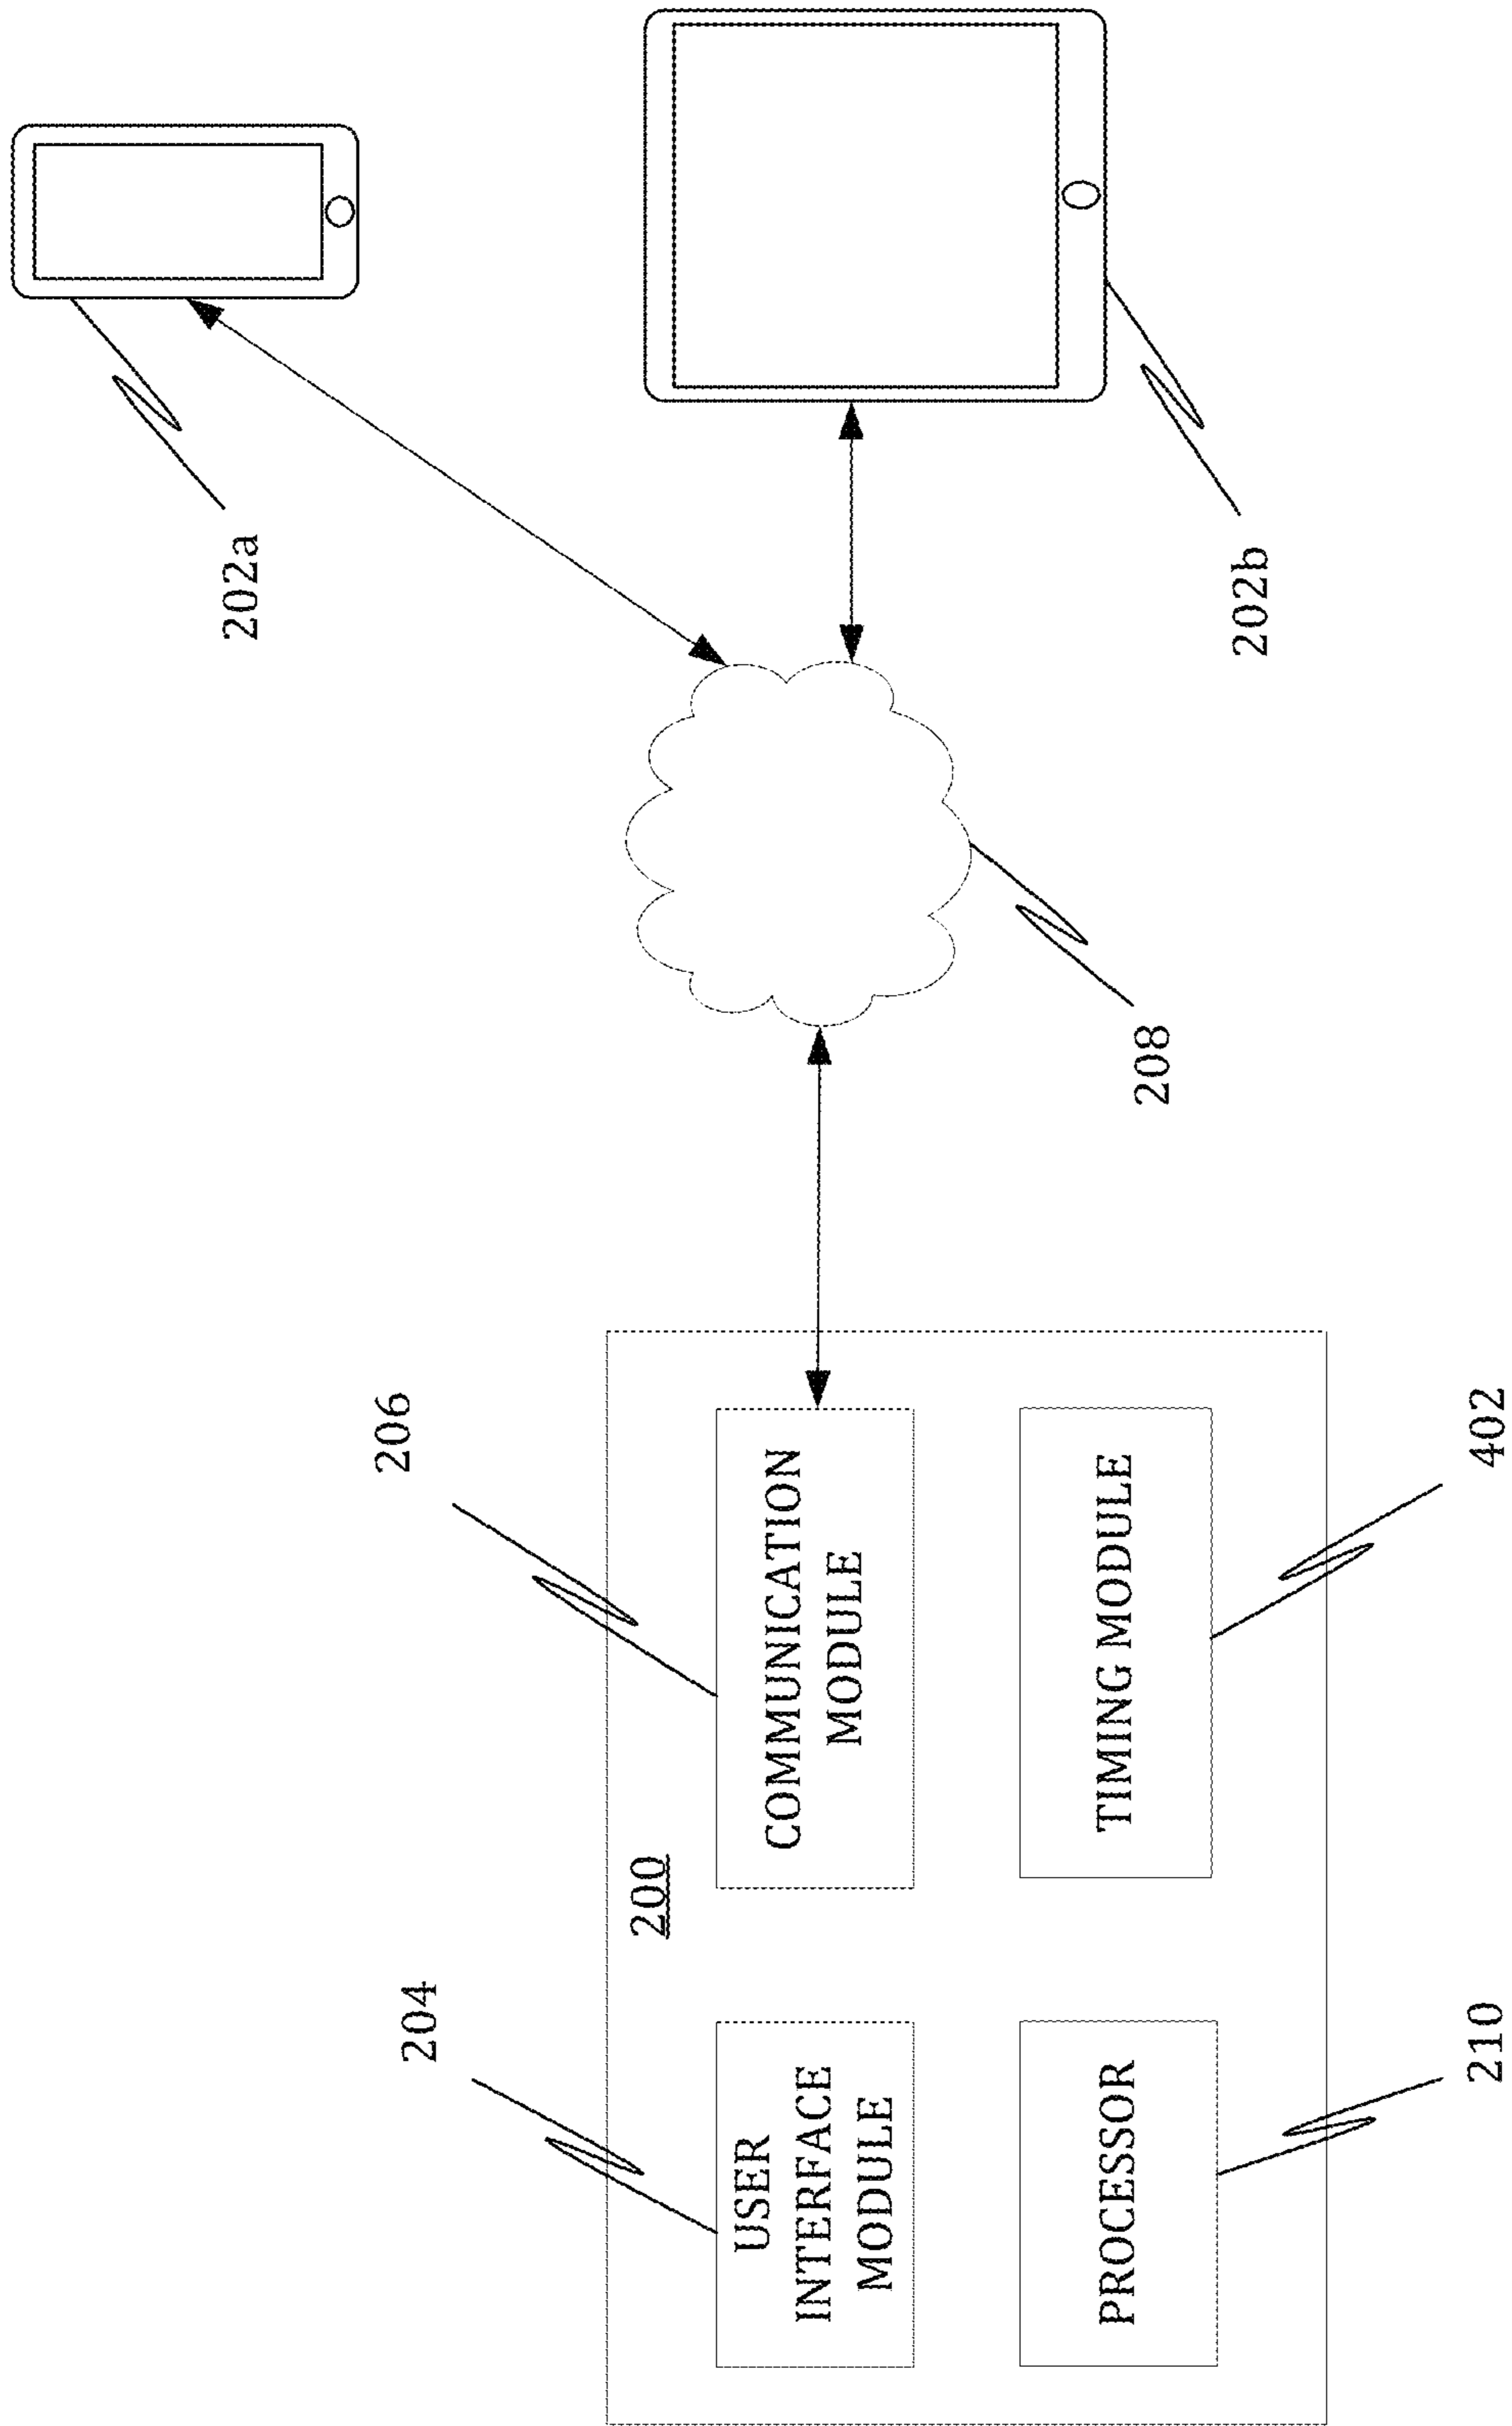 204
206
200
USER
INTERFACE
MODULE
COMMUNICATION
MODULE
PROCESSOR
TIMING MODULE
210
402
208
202a
202b